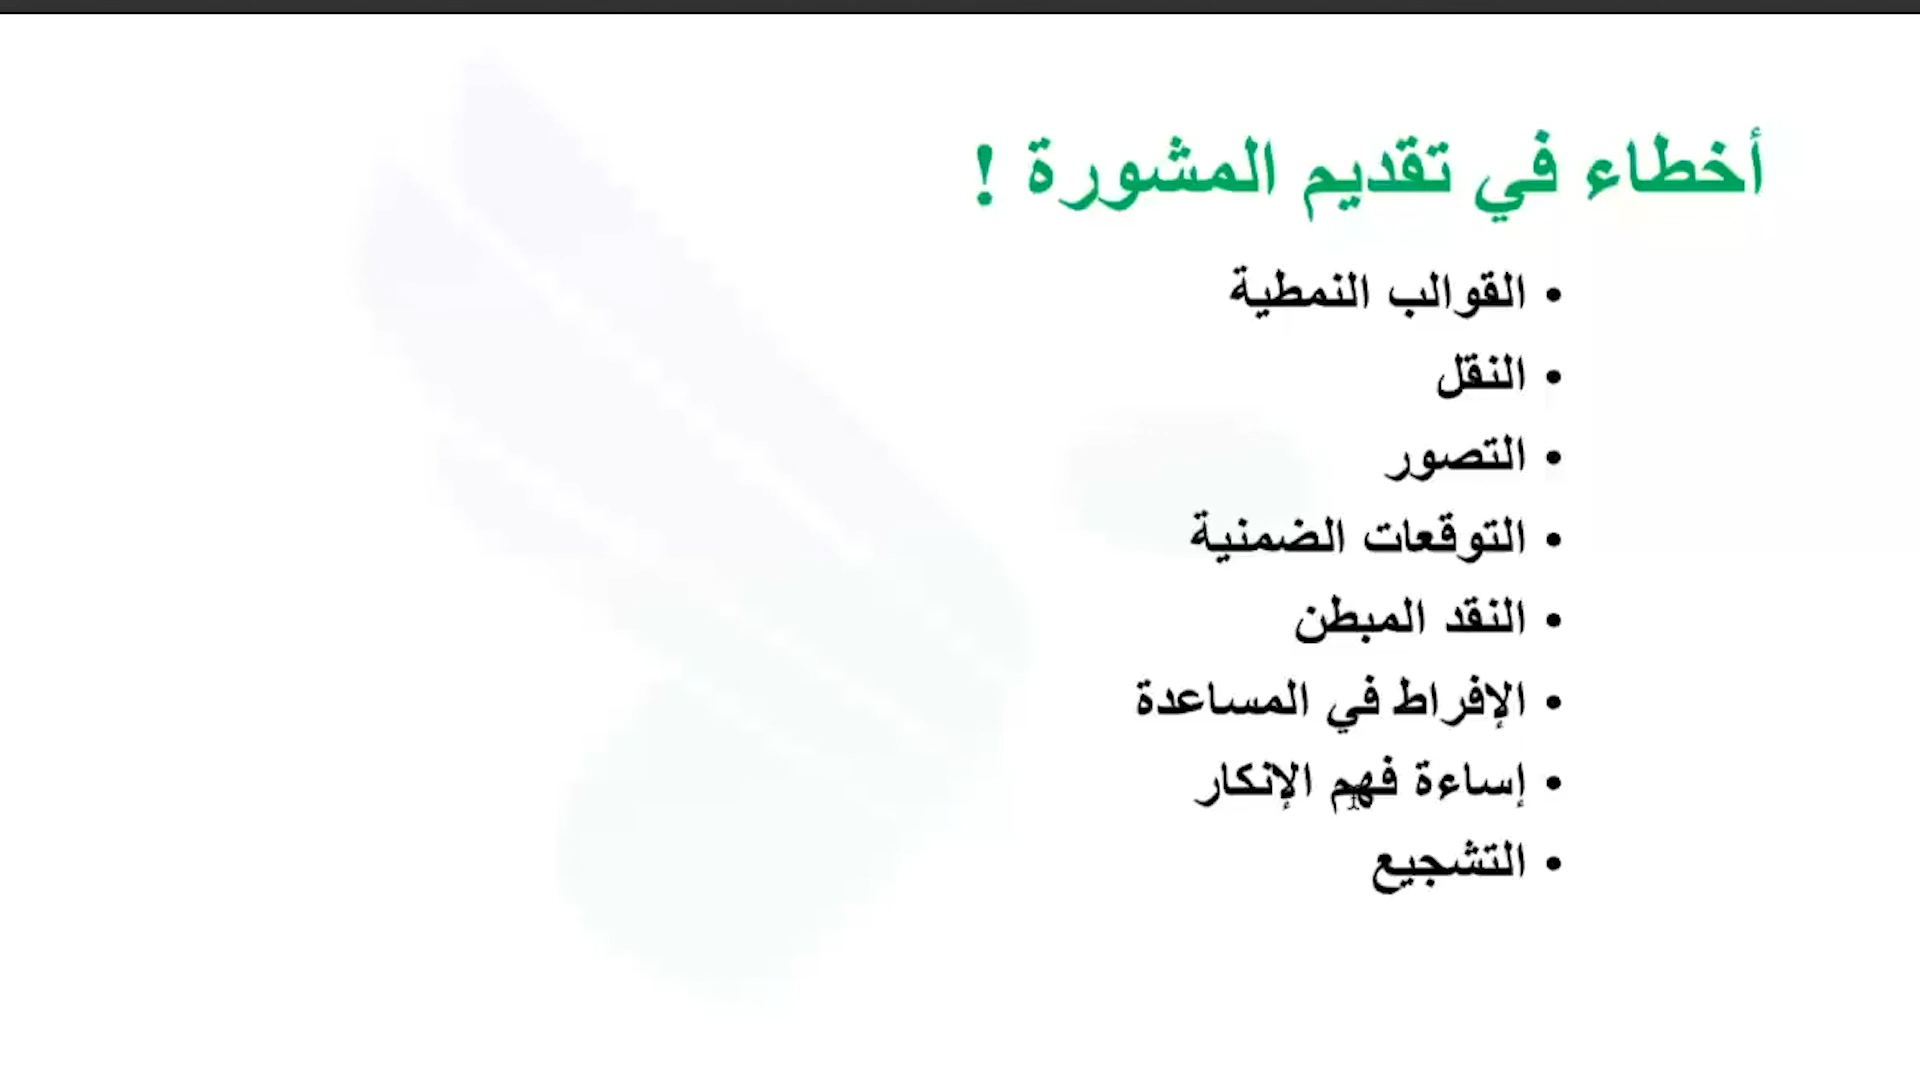 أخطاء في تقديم المشورة !
• القوالب النمطية
• النقل
• التصور
• التوقعات الضمنية
• النقد المبطن
• الإفراط في المساعدة
• إساءة فهم الإنكار
• التشجيع